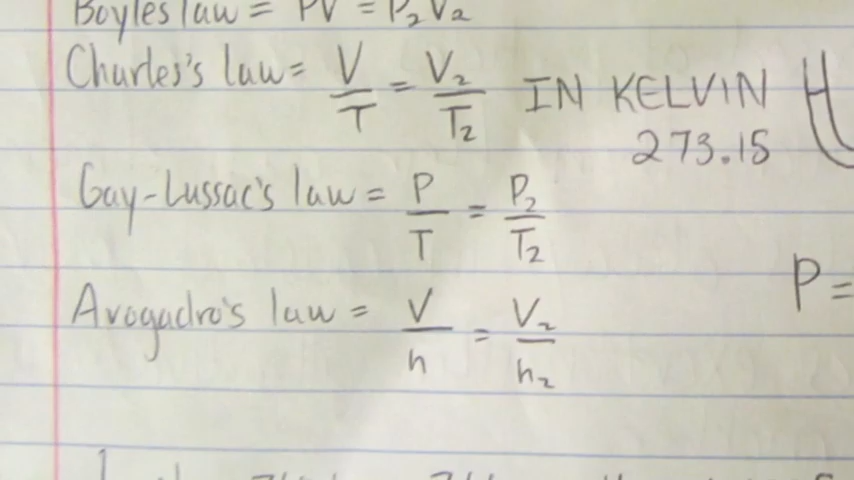 Boyles law = PV = P₂V₂
Charles's law = V/T = V₂/T₂ IN KELVIN
273.15
Gay-Lussac's law = P/T = P₂/T₂
P =
Avogadro's law = V/n = V₂/n₂